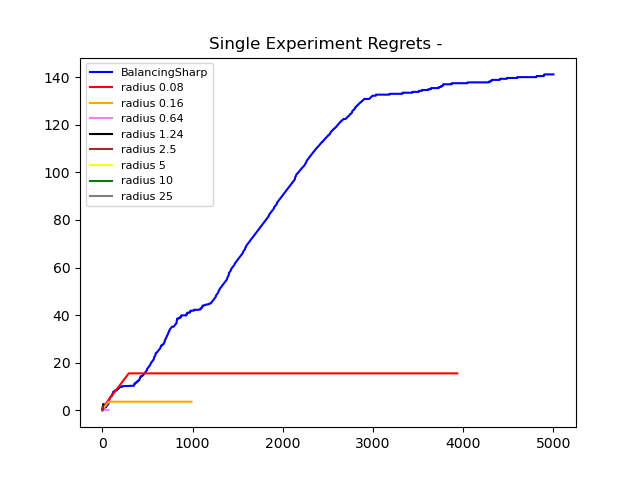 Single Experiment Regrets -
BalancingSharp
radius 0.08
radius 0.16
radius 0.64
radius 1.24
radius 2.5
radius 5
radius 10
radius 25
140
120
100
80
60
40
20
0
0 1000 2000 3000 4000 5000